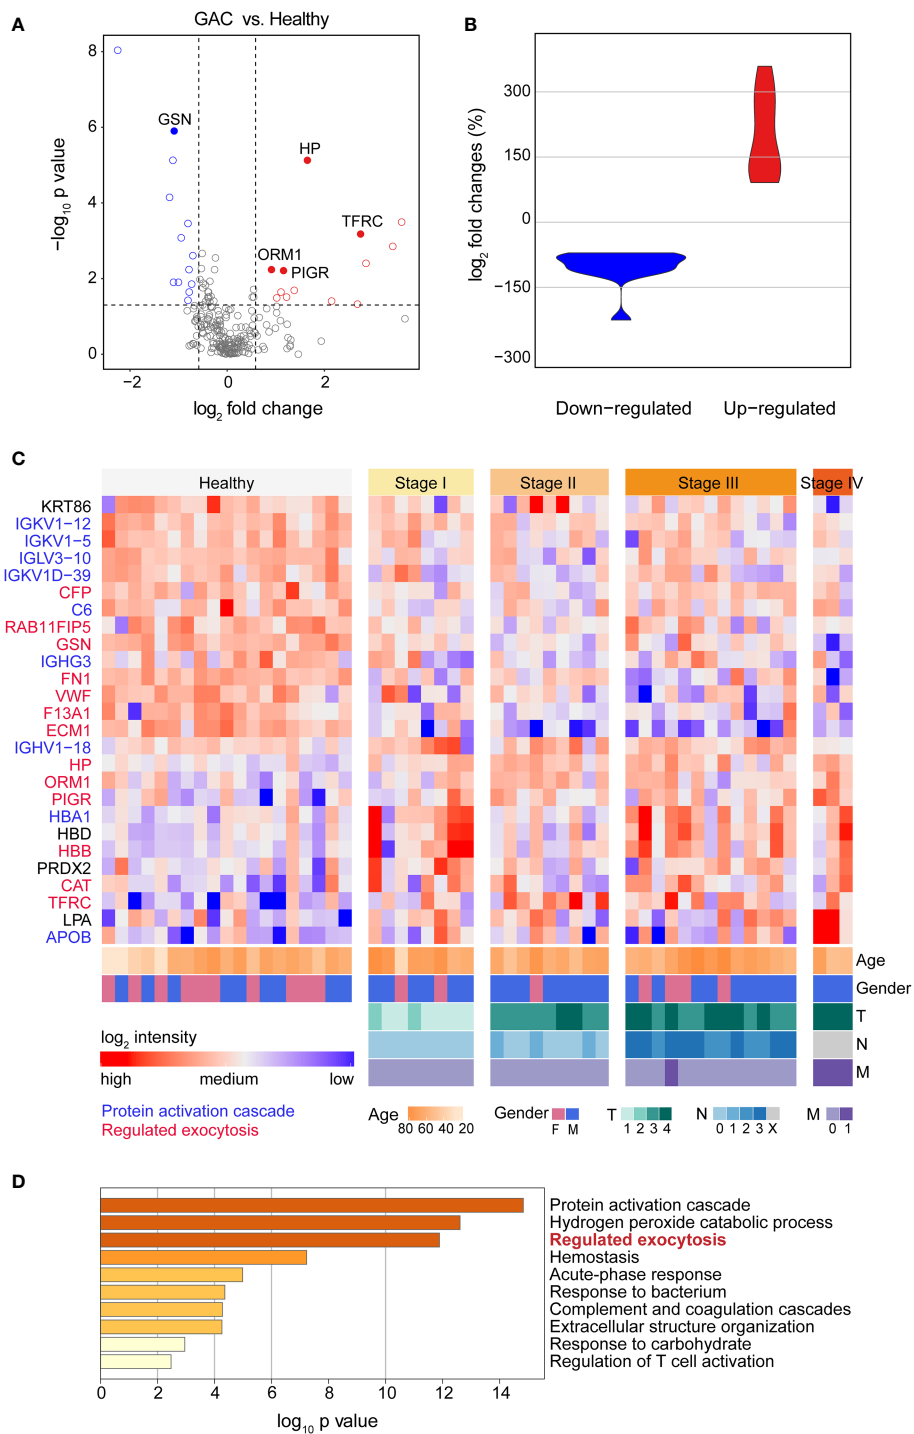 A
GAC vs. Healthy
−log10 p value
8
6
4
2
0
GSN
HP
TFRC
ORM1
PIGR
−2
0
2
log2 fold change
B
log2 fold changes (%)
300
150
0
−150
−300
Down−regulated
Up−regulated
C
Healthy
Stage I
Stage II
Stage III
Stage IV
KRT86
IGKV1−12
IGKV1−5
IGLV3−10
IGKV1D−39
CFP
C6
RAB11FIP5
GSN
IGHG3
FN1
VWF
F13A1
ECM1
IGHV1−18
HP
ORM1
PIGR
HBA1
HBD
HBB
PRDX2
CAT
TFRC
LPA
APOB
Age
Gender
T
N
M
log2 intensity
high medium low
Protein activation cascade
Regulated exocytosis
Age
80 60 40 20
Gender
F M
T
1 2 3 4
N
0 1 2 3 X
M
0 1
D
Protein activation cascade
Hydrogen peroxide catabolic process
Regulated exocytosis
Hemostasis
Acute-phase response
Response to bacterium
Complement and coagulation cascades
Extracellular structure organization
Response to carbohydrate
Regulation of T cell activation
0 2 4 6 8 10 12 14
log10 p value